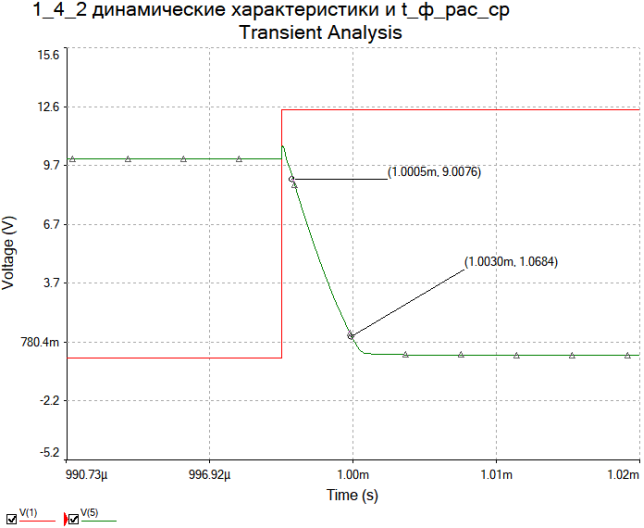 1_4_2 динамические характеристики и t_ф_рас_ср
Transient Analysis
15.6
12.6
9.7
6.7
3.7
780.4m
-2.2
-5.2
Voltage (V)
(1.0005m, 9.0076)
(1.0030m, 1.0684)
990.73µ 996.92µ 1.00m 1.01m 1.02m
Time (s)
V(1) V(5)